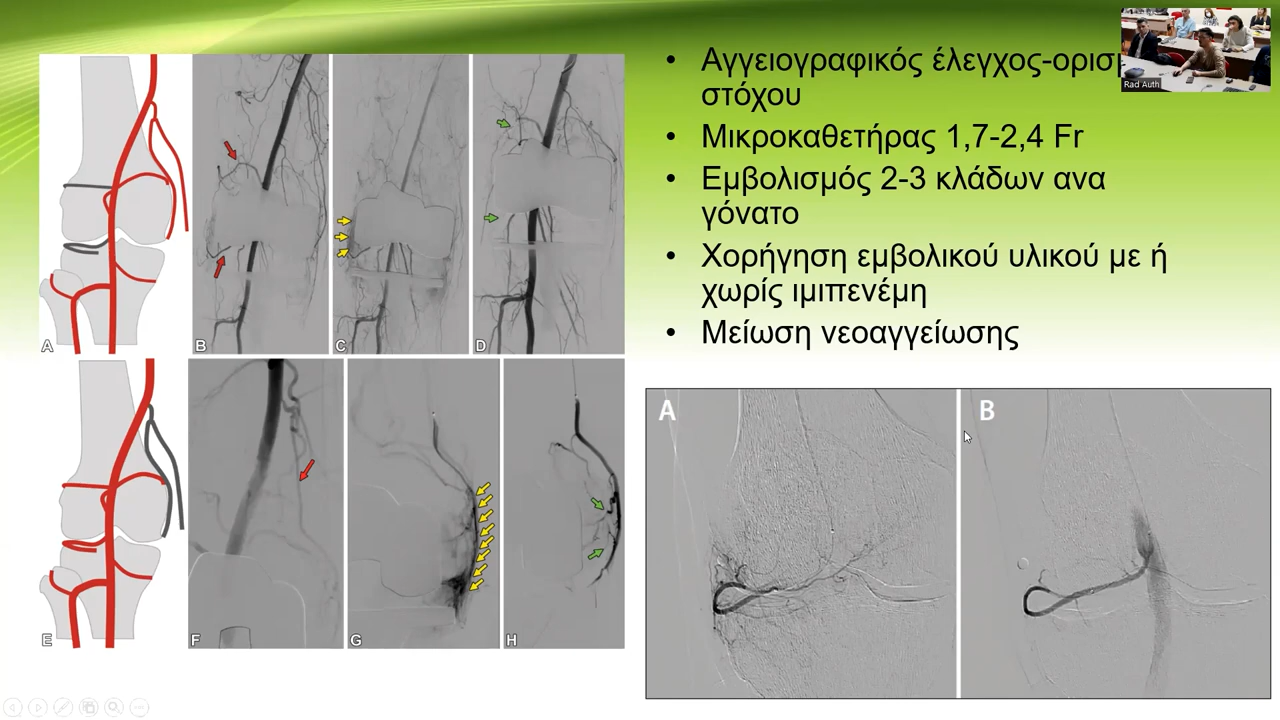 • Αγγειογραφικός έλεγχος-ορισμ
στόχου
• Μικροκαθετήρας 1,7-2,4 Fr
• Εμβολισμός 2-3 κλάδων ανα
γόνατο
• Χορήγηση εμβολικού υλικού με ή
χωρίς ιμιπενέμη
• Μείωση νεοαγγείωσης
Rad Auth
A
B
C
D
E
F
G
H
A
B